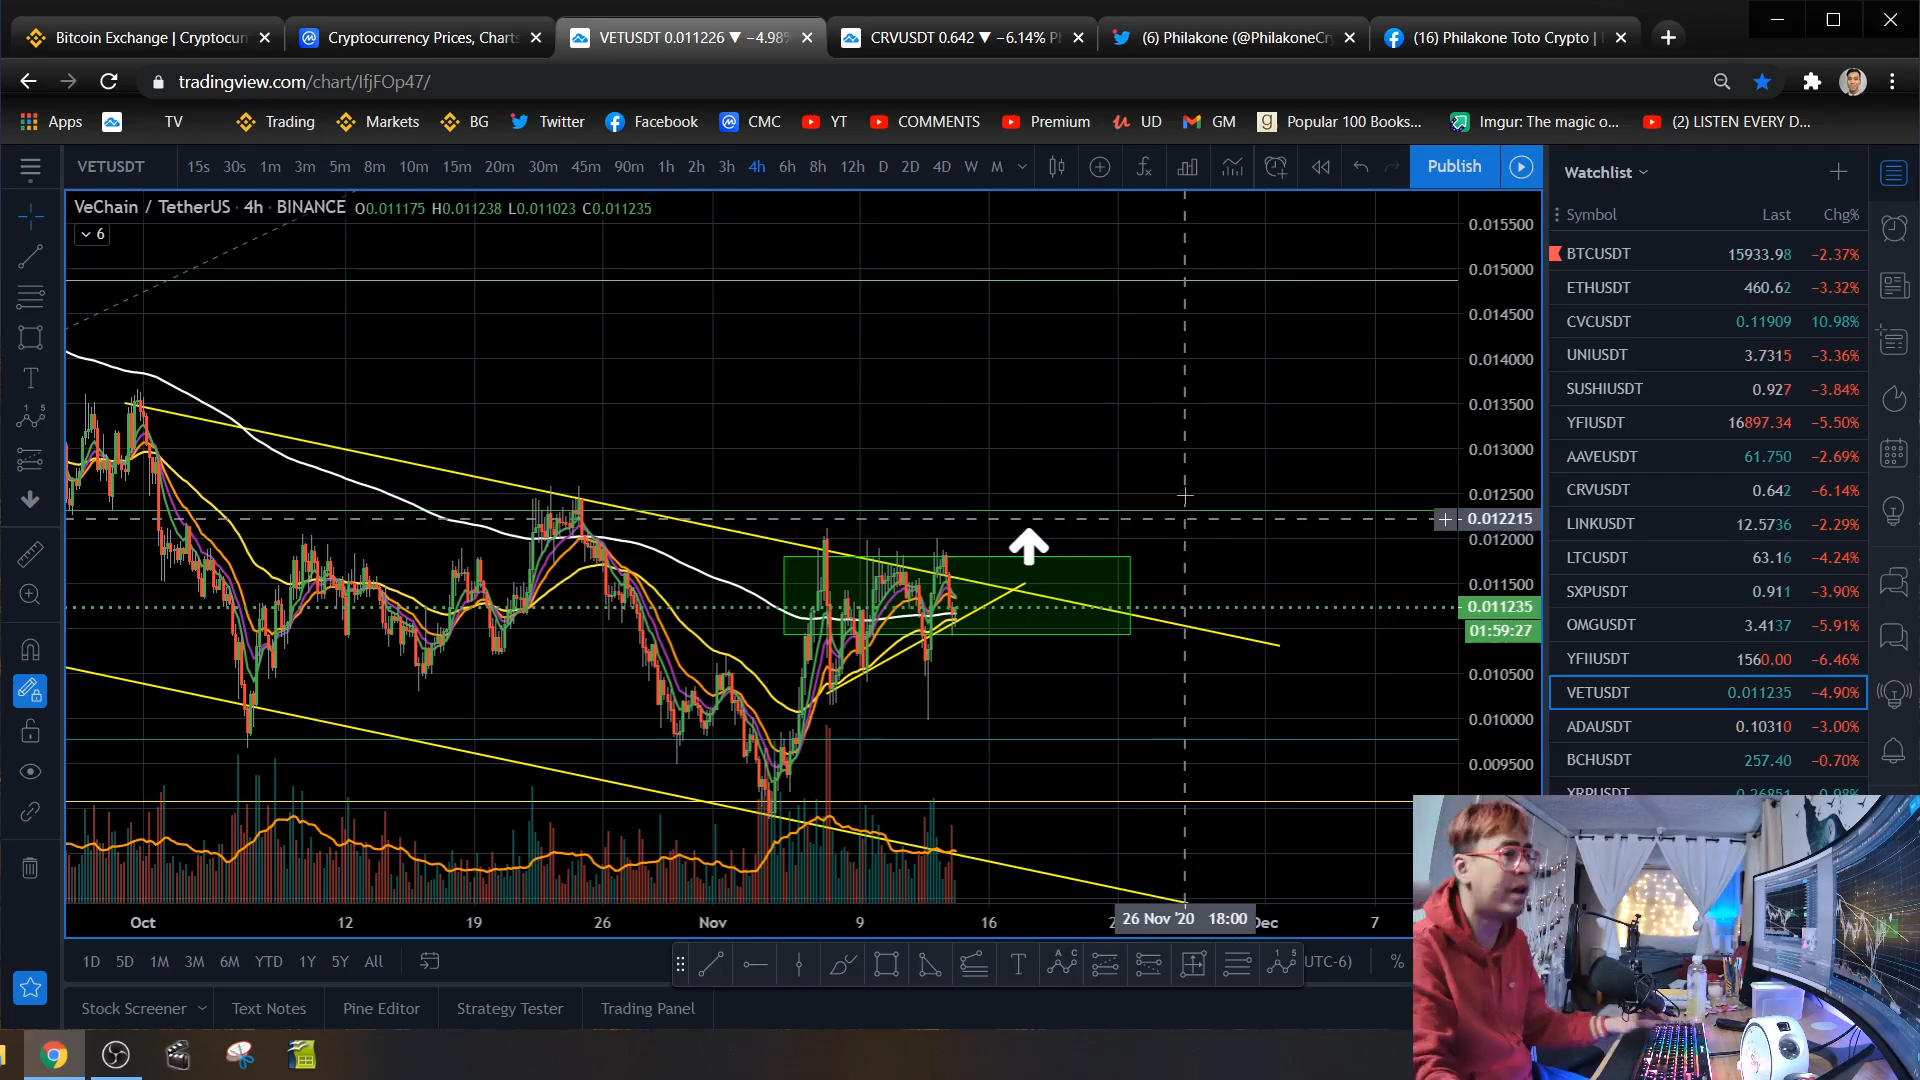 Bitcoin Exchange | Cryptocurr
Cryptocurrency Prices, Charts
VETUSDT 0.011226 ▼ −4.98%
CRVUSDT 0.642 ▼ −6.14% P
(6) Philakone (@PhilakoneCr
(16) Philakone Toto Crypto |
tradingview.com/chart/IfjFOp47/
Apps TV Trading Markets BG Twitter Facebook CMC YT COMMENTS Premium UD GM Popular 100 Books... Imgur: The magic o... (2) LISTEN EVERY D...
VETUSDT 15s 30s 1m 3m 5m 8m 10m 15m 20m 30m 45m 90m 1h 2h 3h 4h 6h 8h 12h D 2D 4D W M Publish
VeChain / TetherUS · 4h · BINANCE O0.011175 H0.011238 L0.011023 C0.011235
6
0.015500
0.015000
0.014500
0.014000
0.013500
0.013000
0.012500
0.012215
0.012000
0.011500
0.011235
01:59:27
0.010500
0.010000
0.009500
Oct 12 19 26 Nov 9 16 2 26 Nov '20 18:00 Dec 7
1D 5D 1M 3M 6M YTD 1Y 5Y All
UTC-6) %
Stock Screener Text Notes Pine Editor Strategy Tester Trading Panel
Watchlist
Symbol Last Chg%
BTCUSDT 15933.98 −2.37%
ETHUSDT 460.62 −3.32%
CVCUSDT 0.11909 10.98%
UNIUSDT 3.7315 −3.36%
SUSHIUSDT 0.927 −3.84%
YFIUSDT 16897.34 −5.50%
AAVEUSDT 61.750 −2.69%
CRVUSDT 0.642 −6.14%
LINKUSDT 12.5736 −2.29%
LTCUSDT 63.16 −4.24%
SXPUSDT 0.911 −3.90%
OMGUSDT 3.4137 −5.91%
YFIIUSDT 1560.00 −6.46%
VETUSDT 0.011235 −4.90%
ADAUSDT 0.10310 −3.00%
BCHUSDT 257.40 −0.70%
XRPUSDT 0.26851